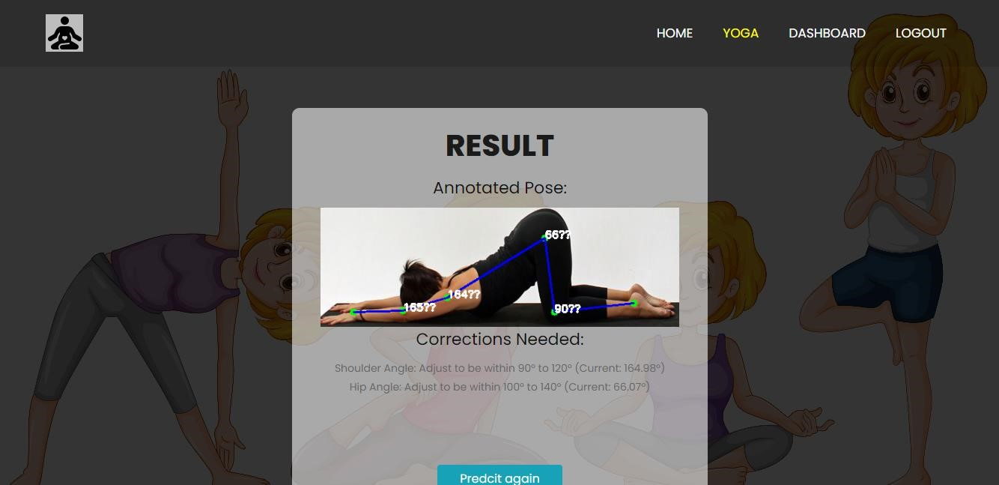 HOME YOGA DASHBOARD LOGOUT
RESULT
Annotated Pose:
66??
164??
165??
90??
Corrections Needed:
Shoulder Angle: Adjust to be within 90° to 120° (Current: 164.98°)
Hip Angle: Adjust to be within 100° to 140° (Current: 66.07°)
Predcit again